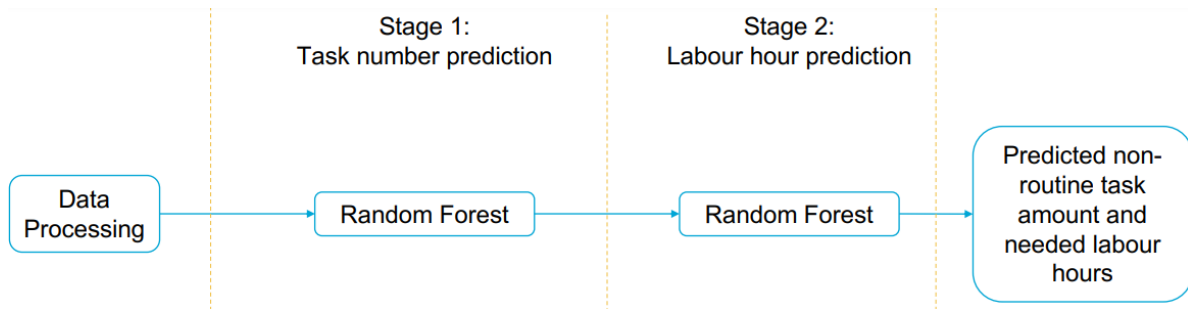 Stage 1:
Task number prediction
Stage 2:
Labour hour prediction
Data
Processing
Random Forest
Random Forest
Predicted non-
routine task
amount and
needed labour
hours